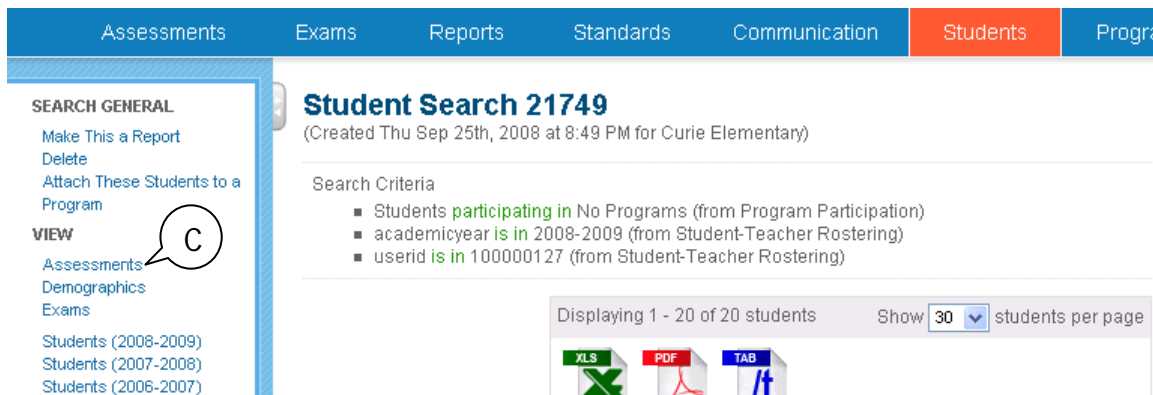 Assessments Exams Reports Standards Communication Students Progra
SEARCH GENERAL
Make This a Report
Delete
Attach These Students to a
Program
VIEW
C
Assessments
Demographics
Exams
Students (2008-2009)
Students (2007-2008)
Students (2006-2007)
Student Search 21749
(Created Thu Sep 25th, 2008 at 8:49 PM for Curie Elementary)
Search Criteria
Students participating in No Programs (from Program Participation)
academicyear is in 2008-2009 (from Student-Teacher Rostering)
userid is in 100000127 (from Student-Teacher Rostering)
Displaying 1 - 20 of 20 students Show 30 students per page
XLS PDF TAB
/t